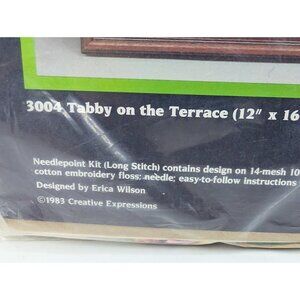 3004 Tabby on the Terrace (12" x 16
Needlepoint Kit (Long Stitch) contains design on 14-mesh 10
cotton embroidery floss; needle; easy-to-follow instructions
Designed by Erica Wilson
©1983 Creative Expressions